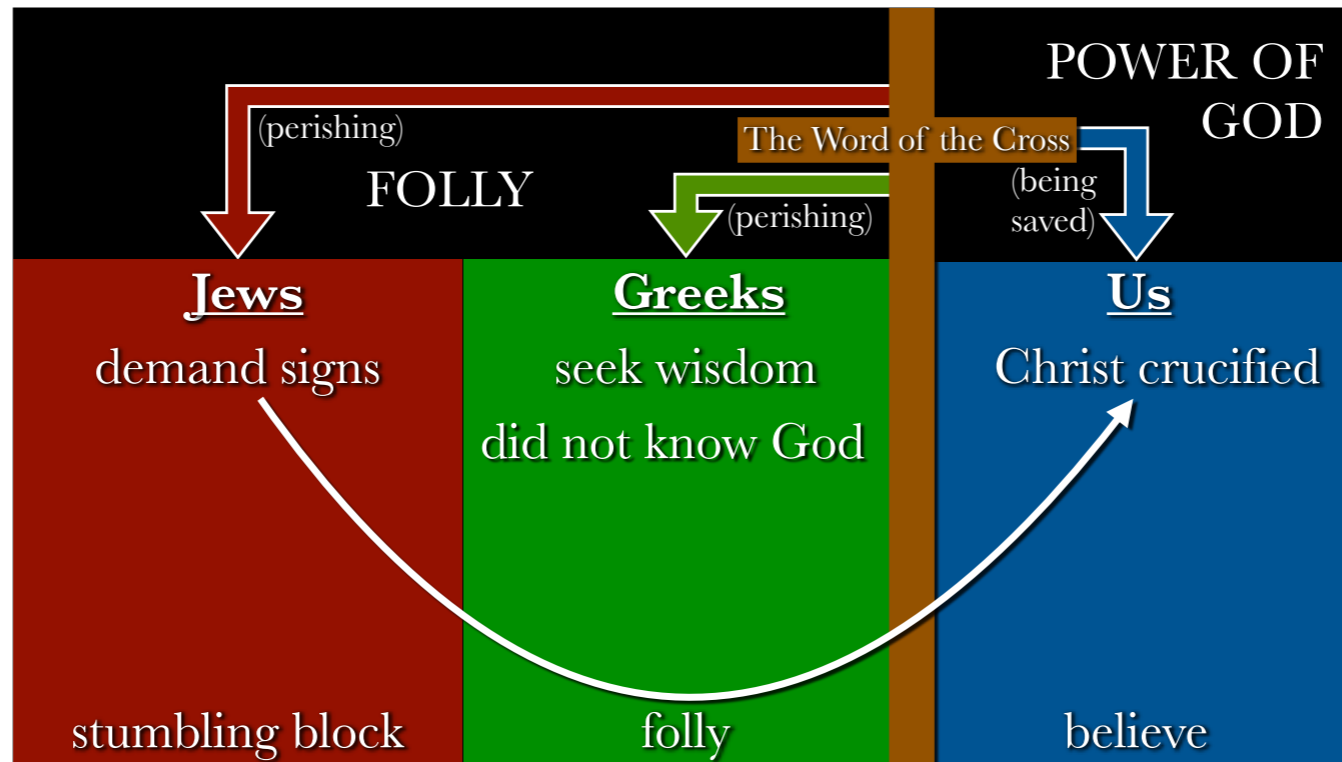 POWER OF
GOD
(perishing)
The Word of the Cross
FOLLY
(being
saved)
(perishing)
Jews
demand signs
stumbling block
Greeks
seek wisdom
did not know God
folly
Us
Christ crucified
believe